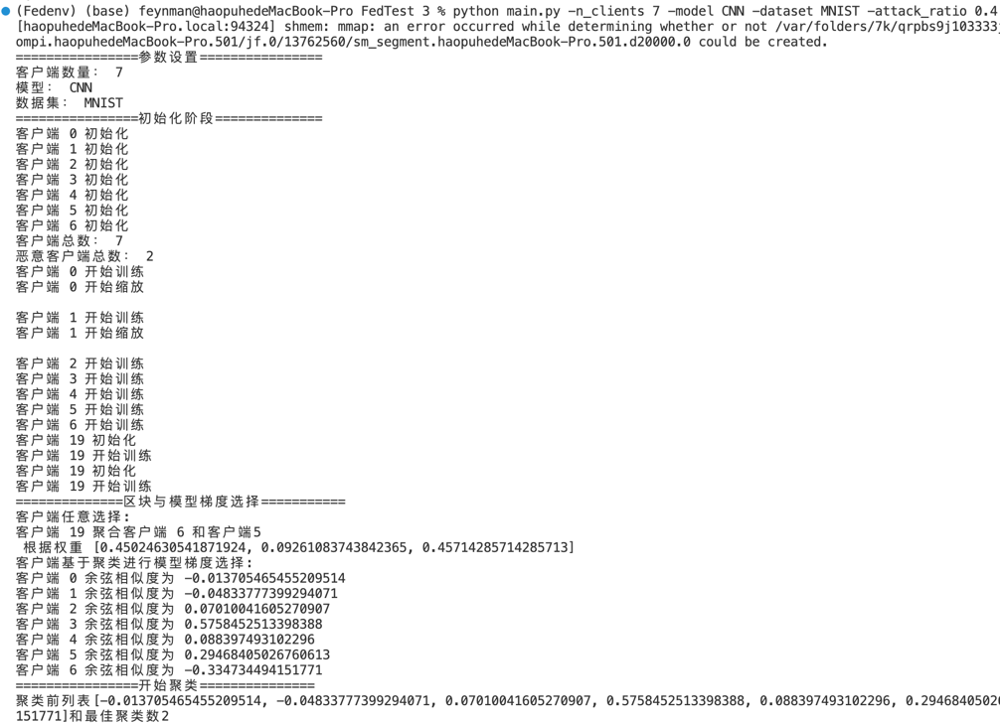 (Fedenv) (base) feynman@haopuhedeMacBook-Pro FedTest 3 % python main.py -n_clients 7 -model CNN -dataset MNIST -attack_ratio 0.4
[haopuhedeMacBook-Pro.local:94324] shmem: mmap: an error occurred while determining whether or not /var/folders/7k/qrpbs9j103333j
ompi.haopuhedeMacBook-Pro.501/jf.0/13762560/sm_segment.haopuhedeMacBook-Pro.501.d20000.0 could be created.
================参数设置================
客户端数量： 7
模型： CNN
数据集： MNIST
================初始化阶段==============
客户端 0 初始化
客户端 1 初始化
客户端 2 初始化
客户端 3 初始化
客户端 4 初始化
客户端 5 初始化
客户端 6 初始化
客户端总数： 7
恶意客户端总数： 2
客户端 0 开始训练
客户端 0 开始缩放
客户端 1 开始训练
客户端 1 开始缩放
客户端 2 开始训练
客户端 3 开始训练
客户端 4 开始训练
客户端 5 开始训练
客户端 6 开始训练
客户端 19 初始化
客户端 19 开始训练
客户端 19 初始化
客户端 19 开始训练
==============区块与模型梯度选择===========
客户端任意选择:
客户端 19 聚合客户端 6 和客户端5
根据权重 [0.45024630541871924, 0.09261083743842365, 0.45714285714285713]
客户端基于聚类进行模型梯度选择:
客户端 0 余弦相似度为 -0.013705465455209514
客户端 1 余弦相似度为 -0.04833777399294071
客户端 2 余弦相似度为 0.07010041605270907
客户端 3 余弦相似度为 0.5758452513398388
客户端 4 余弦相似度为 0.088397493102296
客户端 5 余弦相似度为 0.29468405026760613
客户端 6 余弦相似度为 -0.334734494151771
================开始聚类===============
聚类前列表[-0.013705465455209514, -0.04833777399294071, 0.07010041605270907, 0.5758452513398388, 0.088397493102296, 0.2946840502
151771]和最佳聚类数2